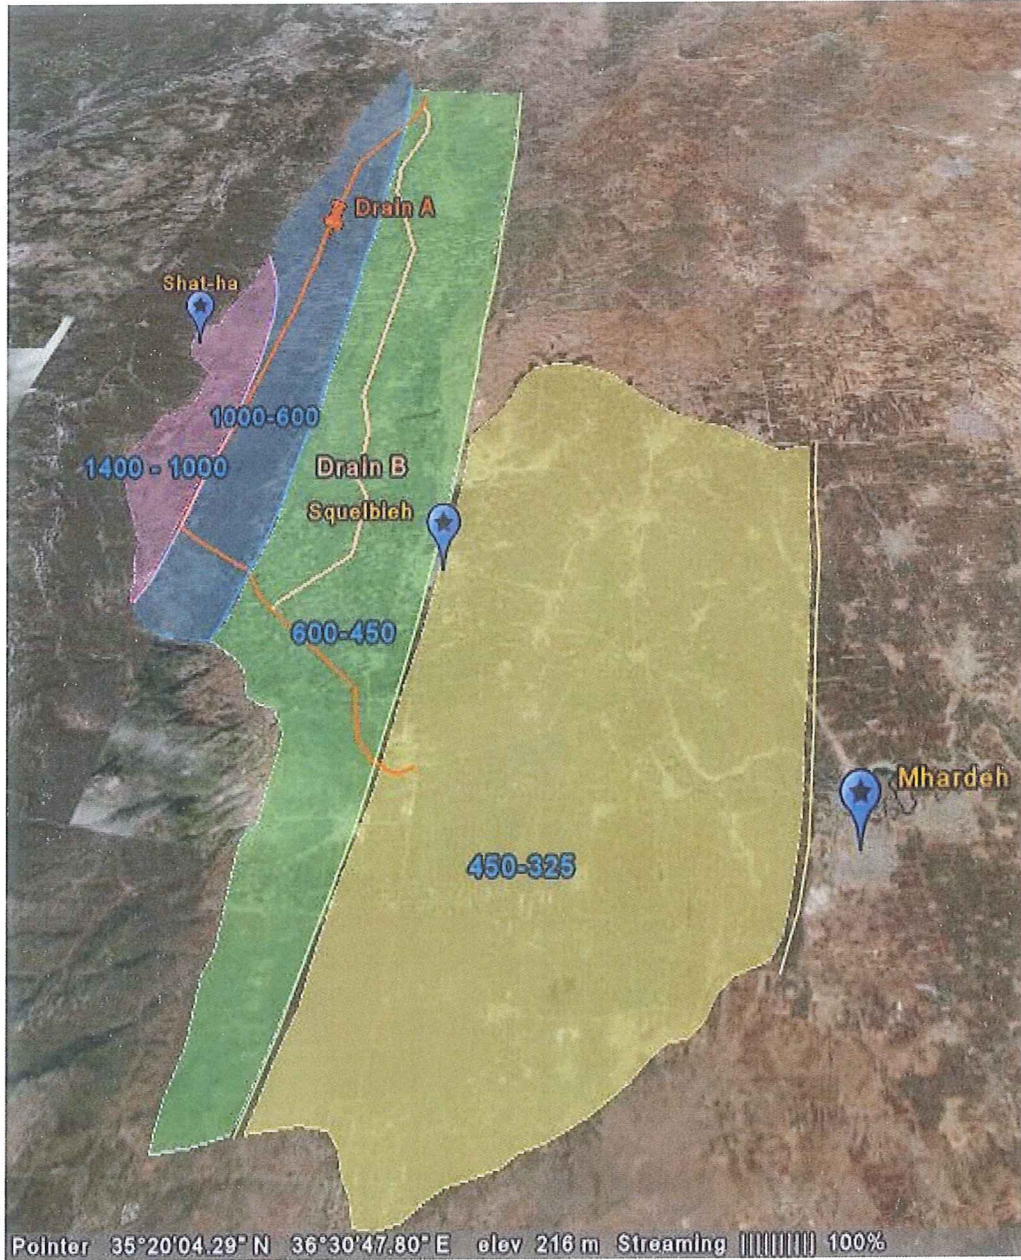 Drain A
Shat-ha
1000-600
1400 - 1000
Drain B
Squelbieh
600-450
Mhardeh
450-325
Pointer 35°20'04.29" N 36°30'47.80" E elev 216 m Streaming |||||||||| 100%